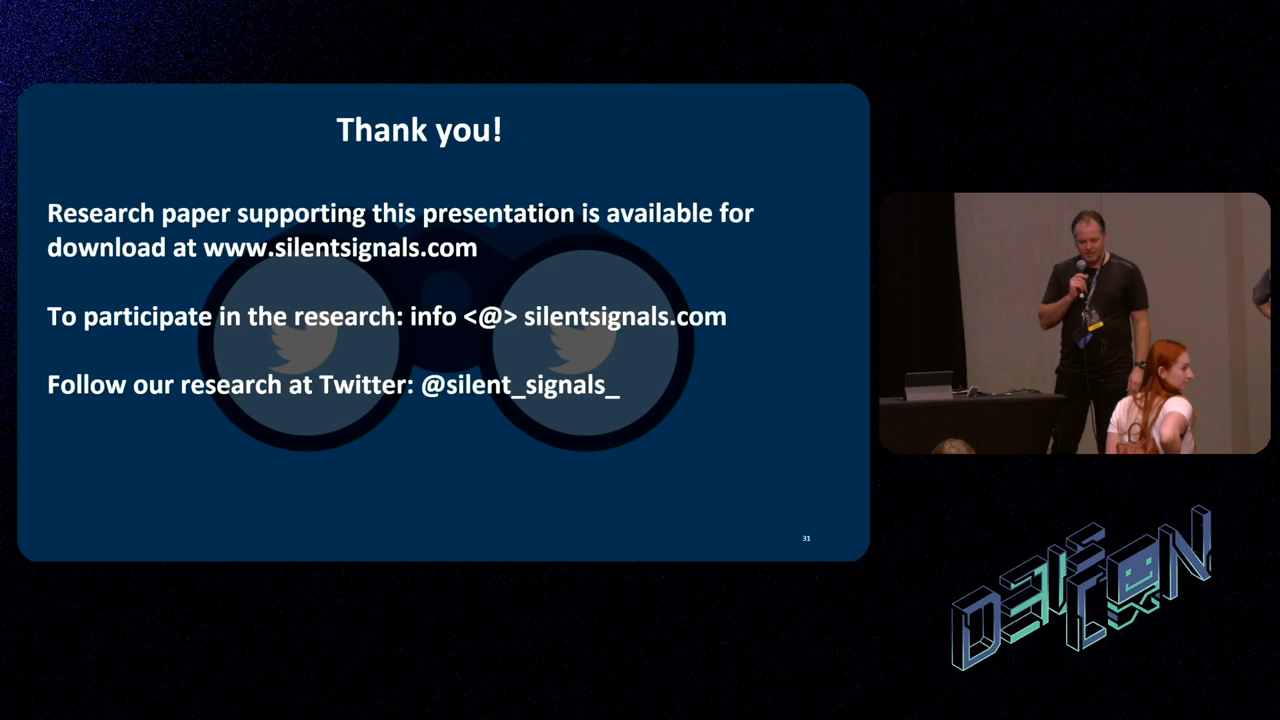 Thank you!
Research paper supporting this presentation is available for
download at www.silentsignals.com
To participate in the research: info <@> silentsignals.com
Follow our research at Twitter: @silent_signals_
31
DEF CON